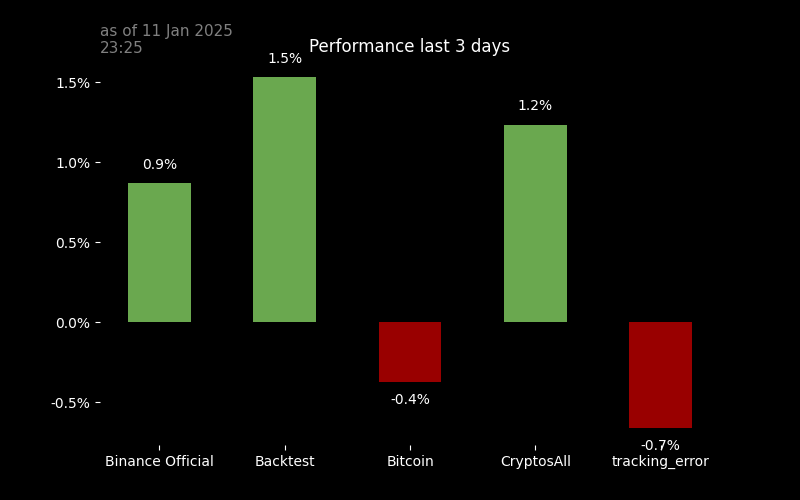 as of 11 Jan 2025
23:25
Performance last 3 days
1.5%
1.5%
1.2%
1.0%
0.9%
0.5%
0.0%
-0.5%
-0.4%
-0.7%
Binance Official
Backtest
Bitcoin
CryptosAll
tracking_error